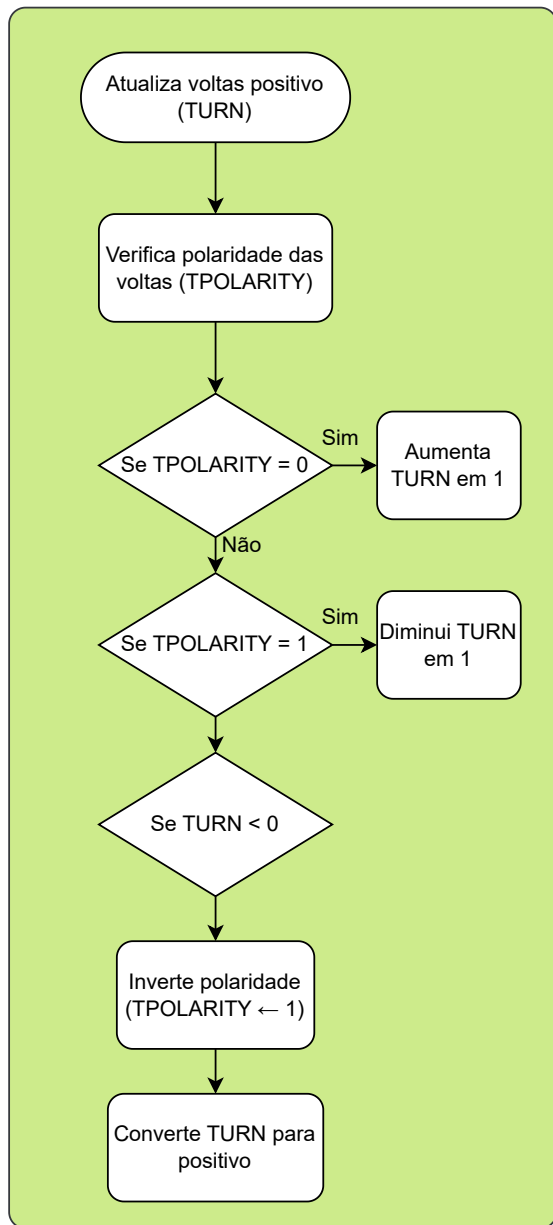 Atualiza voltas positivo
(TURN)
Verifica polaridade das
voltas (TPOLARITY)
Se TPOLARITY = 0
Sim
Aumenta
TURN em 1
Não
Se TPOLARITY = 1
Sim
Diminui TURN
em 1
Se TURN < 0
Inverte polaridade
(TPOLARITY ← 1)
Converte TURN para
positivo